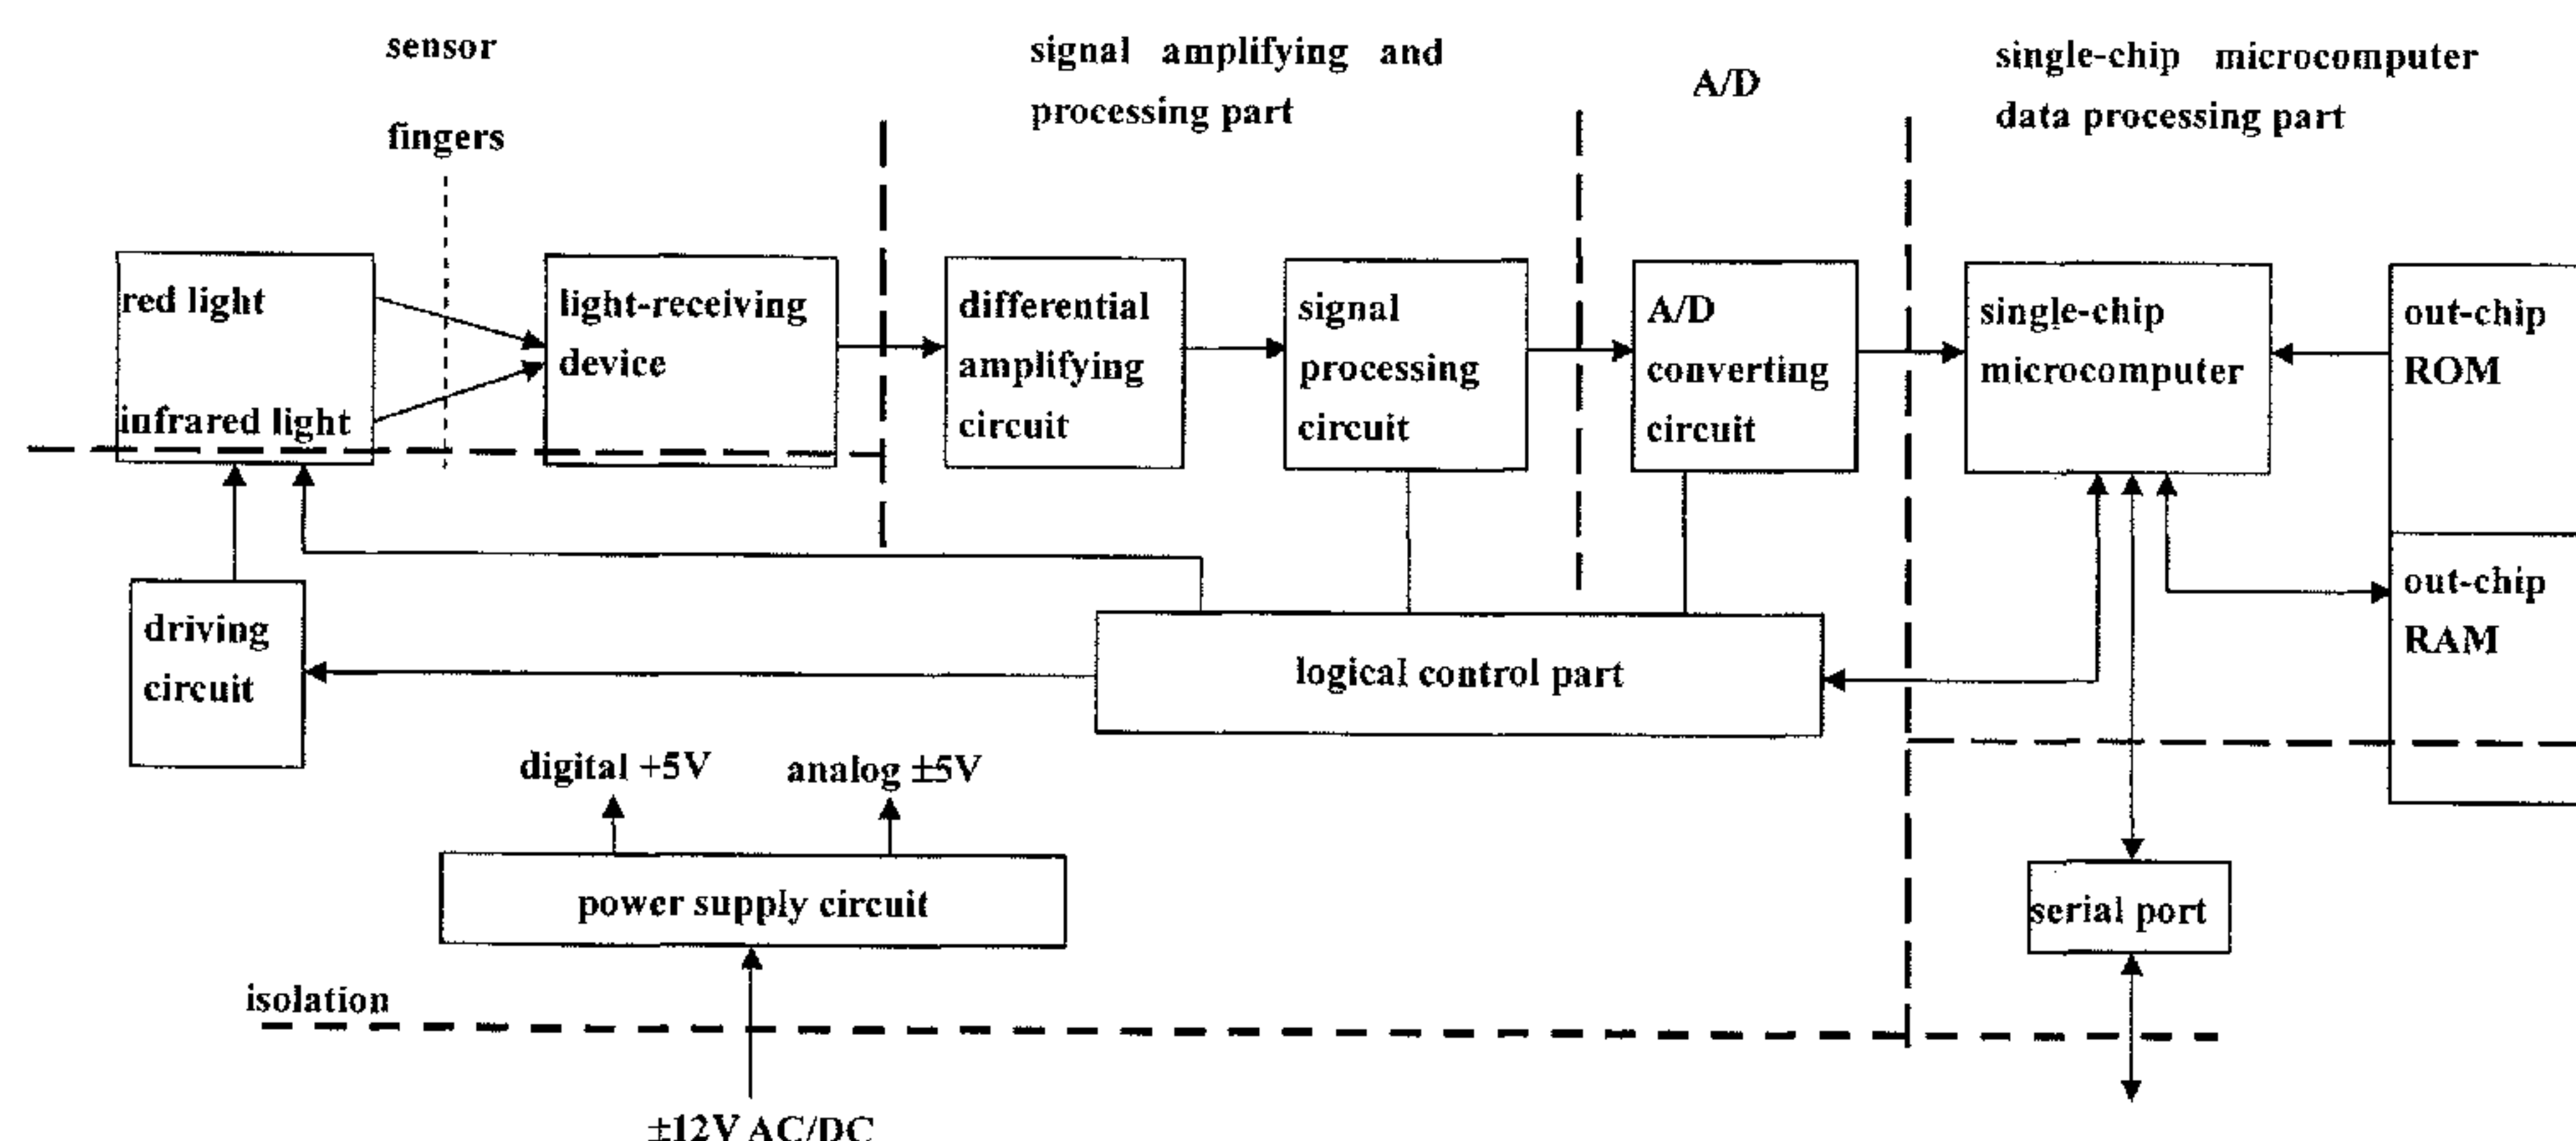 sensor
fingers
signal amplifying and
processing part
A/D
single-chip microcomputer
data processing part
red light
infrared light
light-receiving
device
differential
amplifying
circuit
signal
processing
circuit
A/D
converting
circuit
single-chip
microcomputer
out-chip
ROM
out-chip
RAM
driving
circuit
logical control part
digital +5V
analog ±5V
power supply circuit
serial port
isolation
±12V AC/DC